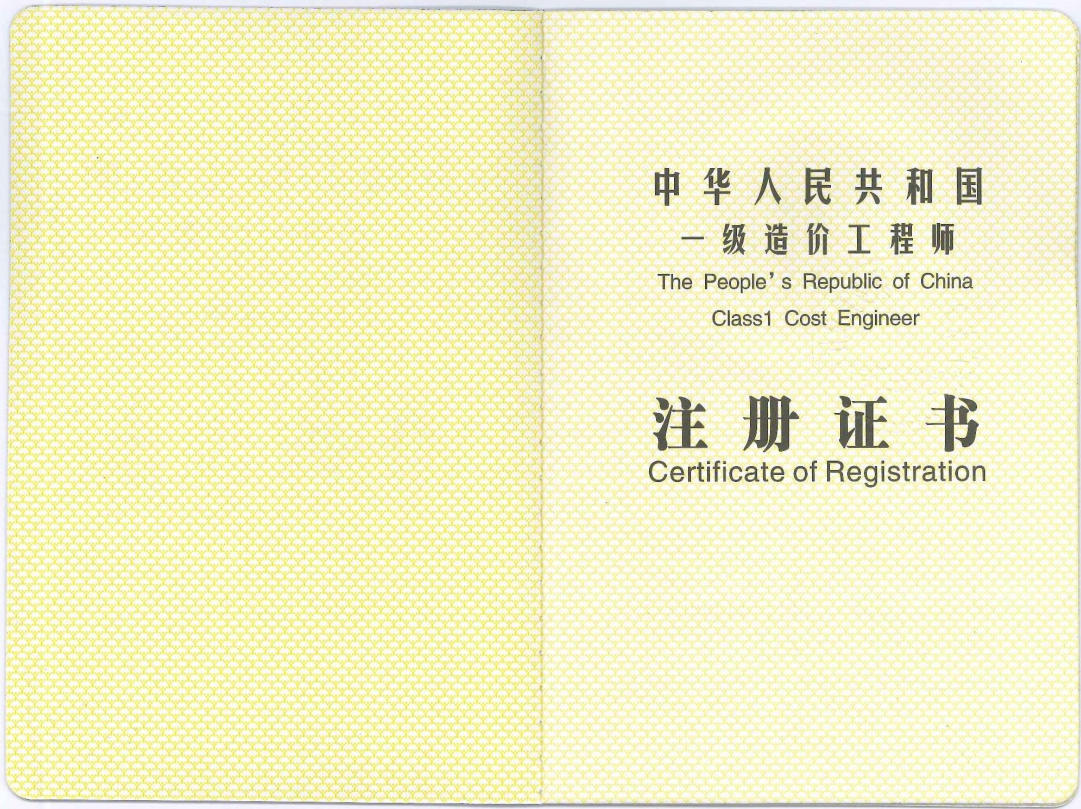 中华人民共和国
一级造价工程师
The People's Republic of China
Class1 Cost Engineer
注册证书
Certificate of Registration